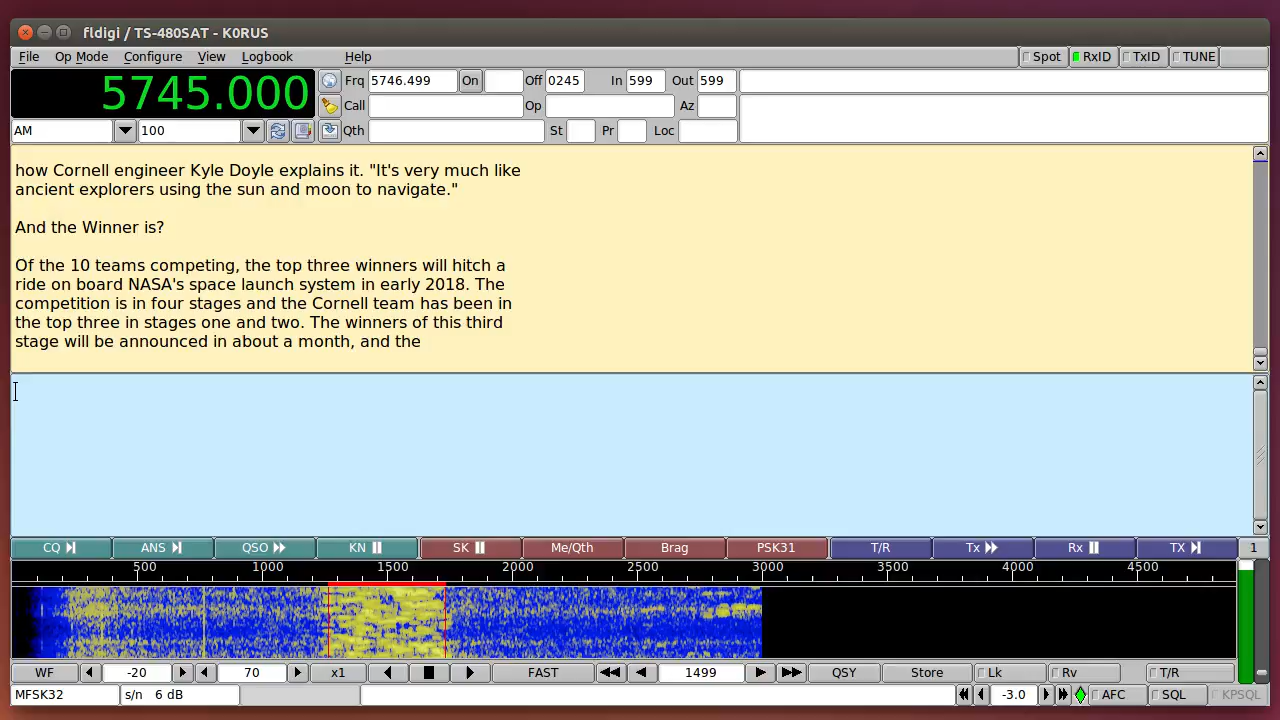 fldigi / TS-480SAT - K0RUS
File Op Mode Configure View Logbook Help Spot RxID TxID TUNE
5745.000 Frq 5746.499 On Off 0245 In 599 Out 599
Call Op Az
AM 100 Qth St Pr Loc
how Cornell engineer Kyle Doyle explains it. "It's very much like
ancient explorers using the sun and moon to navigate."
And the Winner is?
Of the 10 teams competing, the top three winners will hitch a
ride on board NASA's space launch system in early 2018. The
competition is in four stages and the Cornell team has been in
the top three in stages one and two. The winners of this third
stage will be announced in about a month, and the
CQ ANS QSO KN SK Me/Qth Brag PSK31 T/R Tx Rx TX 1
500 1000 1500 2000 2500 3000 3500 4000 4500
WF -20 70 x1 FAST 1499 QSY Store Lk Rv T/R
MFSK32 s/n 6 dB -3.0 AFC SQL KPSQL